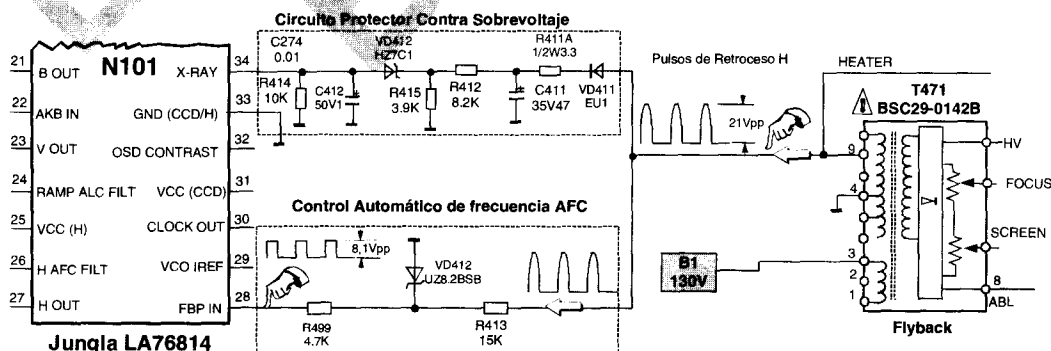 Circuito Protector Contra Sobrevoltaje
N101
21
B OUT
22
AKB IN
23
V OUT
24
RAMP ALC FILT
25
VCC (H)
26
H AFC FILT
27
H OUT
X-RAY
34
GND (CCD/H)
33
OSD CONTRAST
32
VCC (CCD)
31
CLOCK OUT
30
VCO IREF
29
FBP IN
28
Jungla LA76814
C274
0.01
R414
10K
C412
50V1
VD412
HZ7C1
R415
3.9K
R412
8.2K
R411A
1/2W3.3
C411
35V47
VD411
EU1
Pulsos de Retroceso H
21Vpp
HEATER
T471
BSC29-0142B
9
4
3
2
1
HV
FOCUS
SCREEN
8
ABL
Flyback
B1
130V
Control Automático de frecuencia AFC
8,1Vpp
VD412
UZ8.2BSB
R499
4.7K
R413
15K